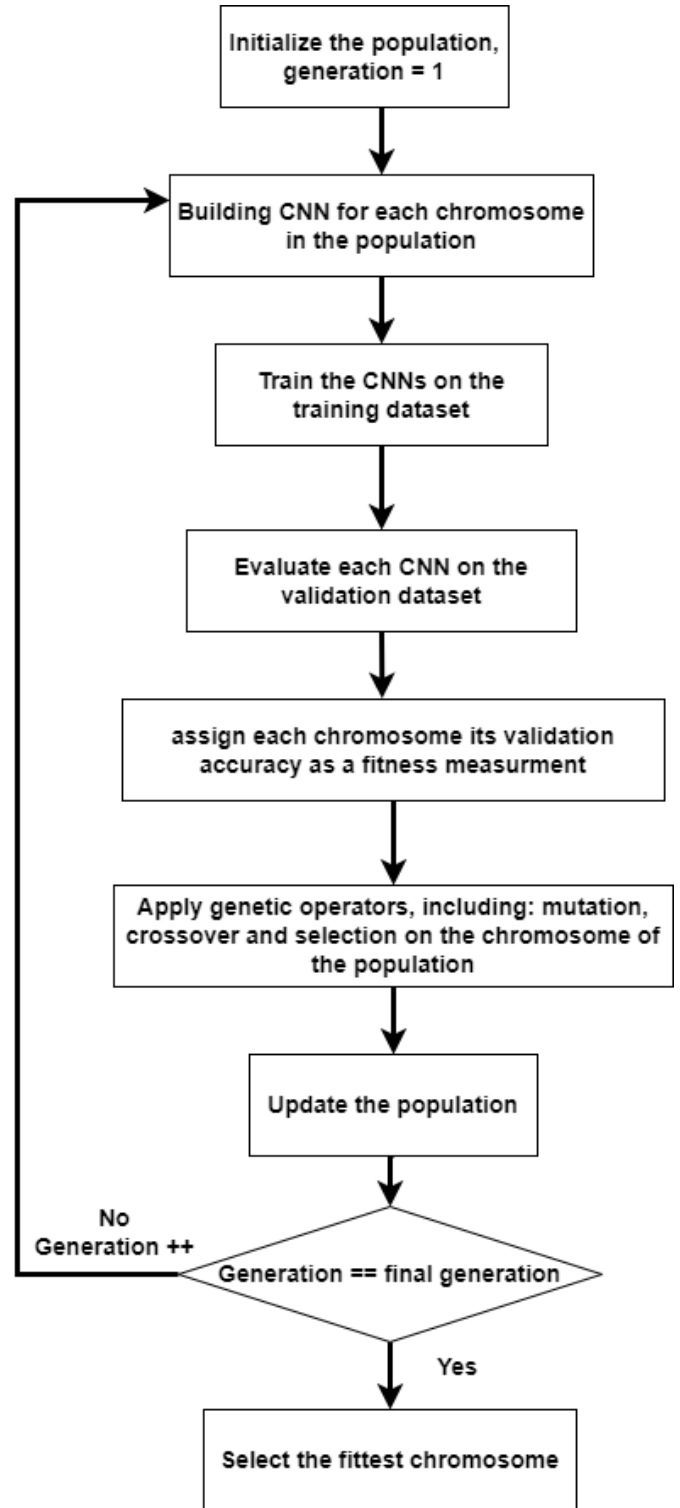 Initialize the population,
generation = 1
Building CNN for each chromosome
in the population
Train the CNNs on the
training dataset
Evaluate each CNN on the
validation dataset
assign each chromosome its validation
accuracy as a fitness measurment
Apply genetic operators, including: mutation,
crossover and selection on the chromosome of
the population
Update the population
No
Generation ++
Generation == final generation
Yes
Select the fittest chromosome